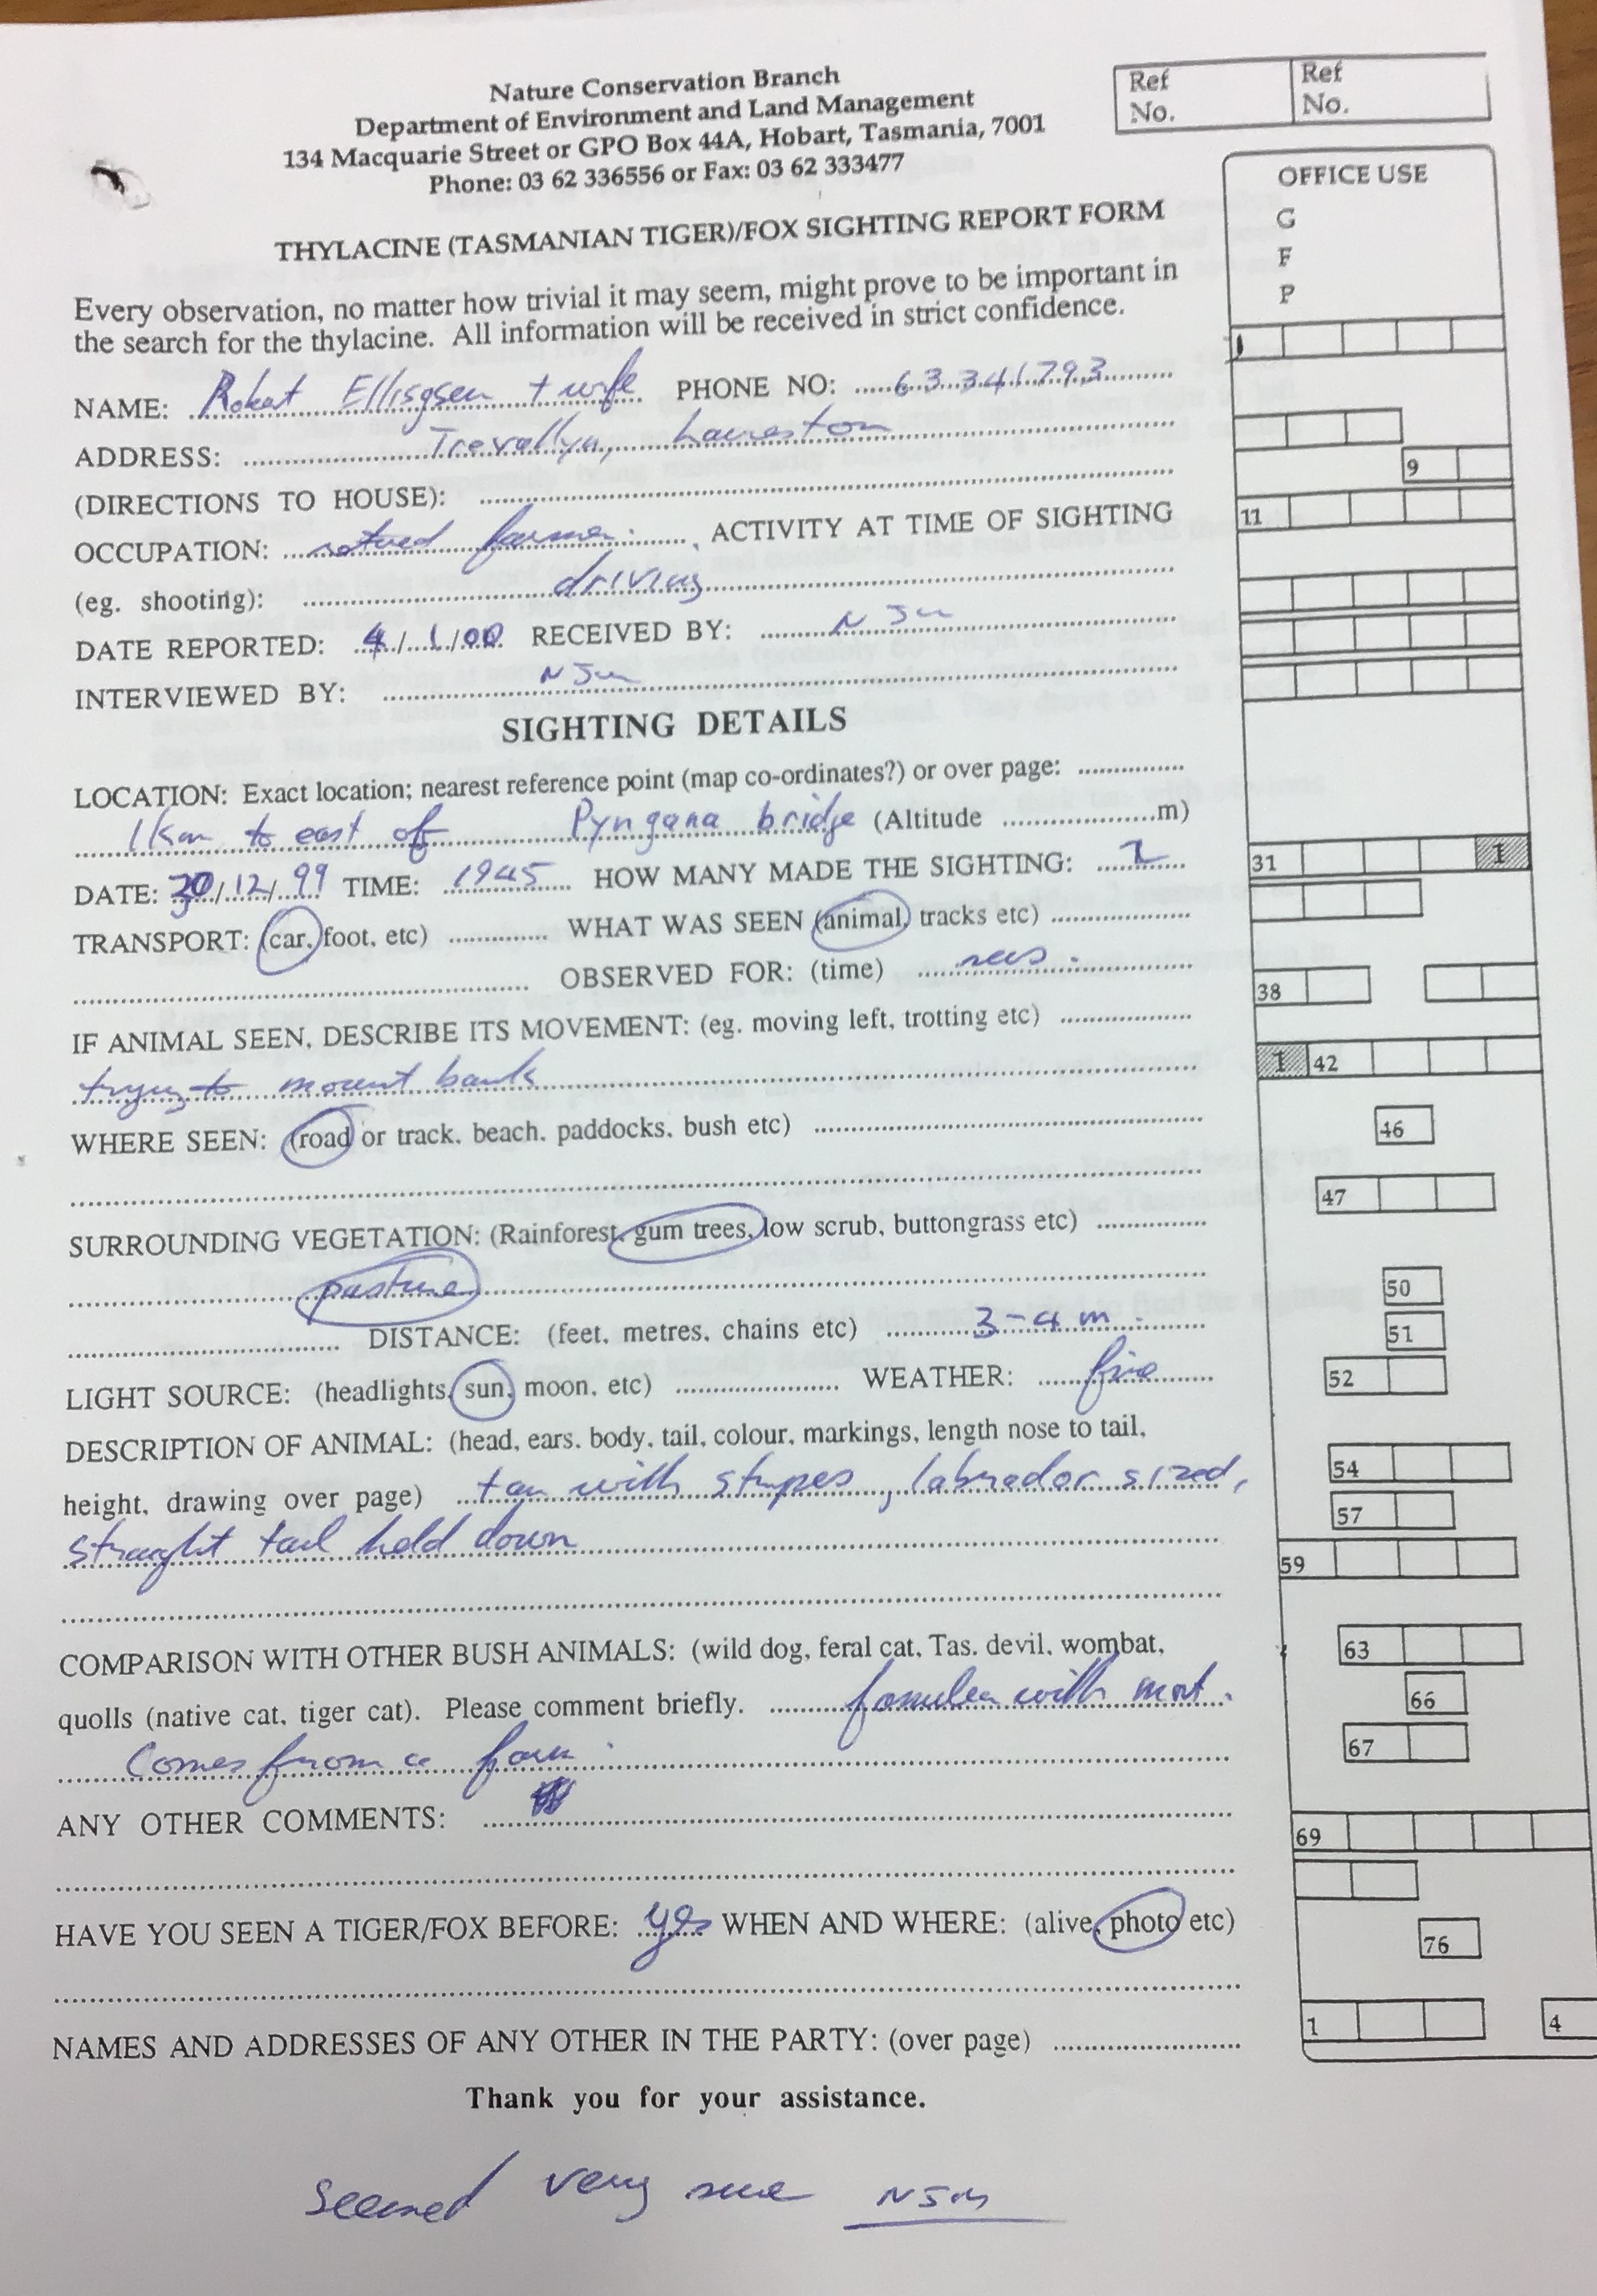 Nature Conservation Branch
Department of Environment and Land Management
134 Macquarie Street or GPO Box 44A, Hobart, Tasmania, 7001
Phone: 03 62 336556 or Fax: 03 62 333477
Ref No.
Ref No.
OFFICE USE
G
F
P
THYLACINE (TASMANIAN TIGER)/FOX SIGHTING REPORT FORM
Every observation, no matter how trivial it may seem, might prove to be important in
the search for the thylacine. All information will be received in strict confidence.
1
NAME: + wife PHONE NO: 63341793
ADDRESS: Trevallyn,
9
(DIRECTIONS TO HOUSE):
11
OCCUPATION: retired farmer. ACTIVITY AT TIME OF SIGHTING
(eg. shooting): driving
DATE REPORTED: 4/1/00 RECEIVED BY:
INTERVIEWED BY:
SIGHTING DETAILS
LOCATION: Exact location; nearest reference point (map co-ordinates?) or over page:
1km to east of Pyngana bridge (Altitude m)
31 1
DATE: 30/12/99 TIME: 1945 HOW MANY MADE THE SIGHTING: 2
TRANSPORT: (car, foot, etc) WHAT WAS SEEN (animal, tracks etc)
OBSERVED FOR: (time) secs.
38
IF ANIMAL SEEN, DESCRIBE ITS MOVEMENT: (eg. moving left, trotting etc)
1 42
trying to mount bank
46
WHERE SEEN: (road or track, beach, paddocks, bush etc)
47
SURROUNDING VEGETATION: (Rainforest, gum trees, low scrub, buttongrass etc)
pasture
50
DISTANCE: (feet, metres, chains etc) 3-4 m.
51
LIGHT SOURCE: (headlights, sun, moon, etc) WEATHER: fine
52
DESCRIPTION OF ANIMAL: (head, ears, body, tail, colour, markings, length nose to tail,
54
height, drawing over page) tan with stripes, labrador sized,
57
straight tail held down
59
COMPARISON WITH OTHER BUSH ANIMALS: (wild dog, feral cat, Tas. devil, wombat,
63
quolls (native cat, tiger cat). Please comment briefly. familiar with most.
66
Comes from a farm.
67
ANY OTHER COMMENTS:
69
HAVE YOU SEEN A TIGER/FOX BEFORE: yes WHEN AND WHERE: (alive, photo etc)
76
NAMES AND ADDRESSES OF ANY OTHER IN THE PARTY: (over page)
1 4
Thank you for your assistance.
Seemed very sure NJM